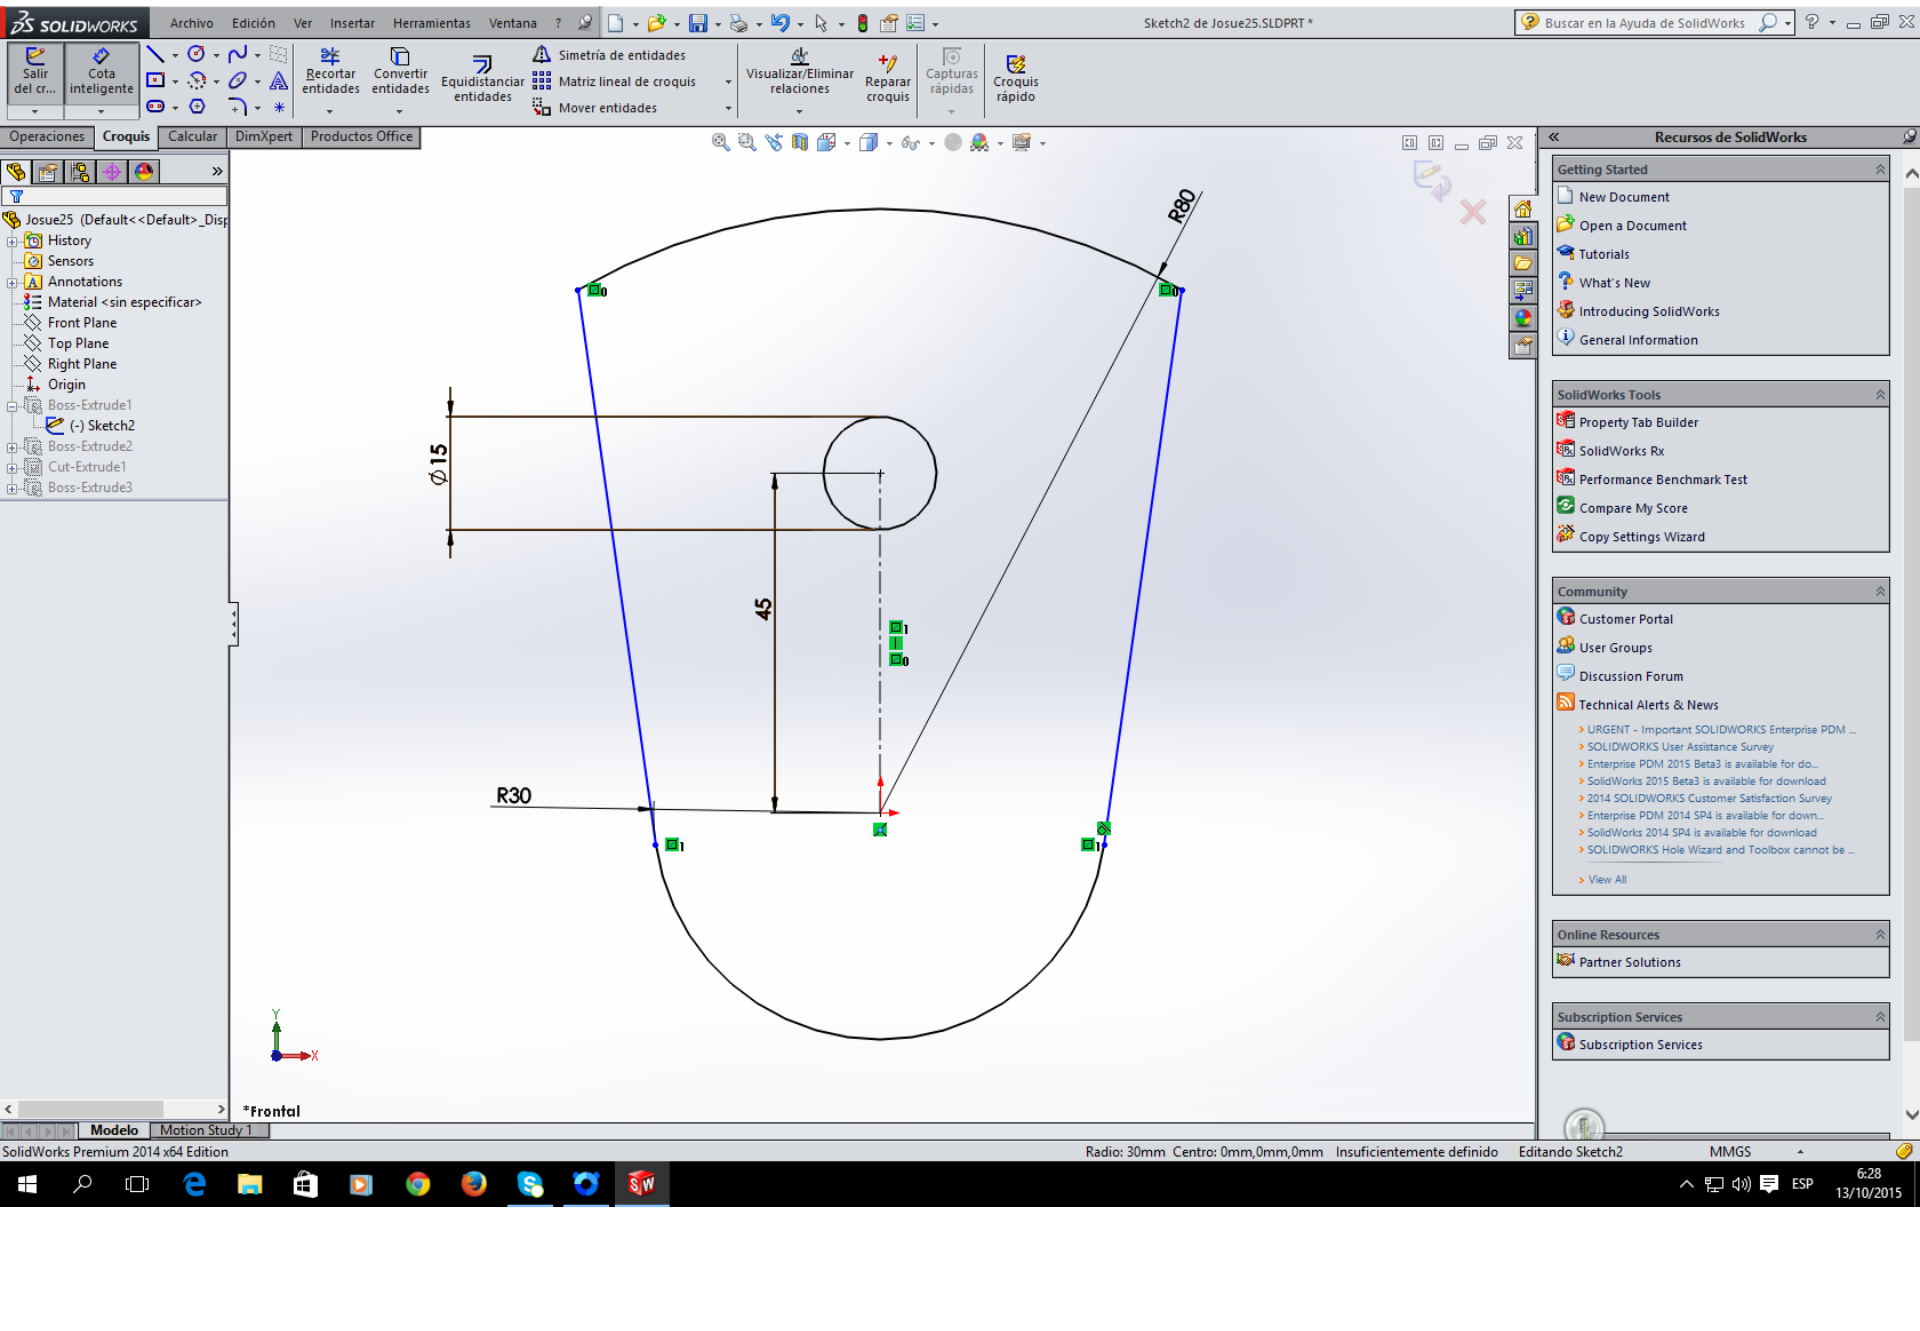 SOLIDWORKS Archivo Edición Ver Insertar Herramientas Ventana ? Sketch2 de Josue25.SLDPRT * Buscar en la Ayuda de SolidWorks ?
Salir del cr...
Cota inteligente
Recortar entidades
Convertir entidades
Equidistanciar entidades
Simetría de entidades
Matriz lineal de croquis
Mover entidades
Visualizar/Eliminar relaciones
Reparar croquis
Capturas rápidas
Croquis rápido
Operaciones Croquis Calcular DimXpert Productos Office
Josue25 (Default<<Default>_Disp
History
Sensors
Annotations
Material <sin especificar>
Front Plane
Top Plane
Right Plane
Origin
Boss-Extrude1
(-) Sketch2
Boss-Extrude2
Cut-Extrude1
Boss-Extrude3
R80
0
0
∅15
45
1
0
R30
1
1
Y
X
*Frontal
Recursos de SolidWorks
Getting Started
New Document
Open a Document
Tutorials
What's New
Introducing SolidWorks
General Information
SolidWorks Tools
Property Tab Builder
SolidWorks Rx
Performance Benchmark Test
Compare My Score
Copy Settings Wizard
Community
Customer Portal
User Groups
Discussion Forum
Technical Alerts & News
> URGENT - Important SOLIDWORKS Enterprise PDM ...
> SOLIDWORKS User Assistance Survey
> Enterprise PDM 2015 Beta3 is available for do...
> SolidWorks 2015 Beta3 is available for download
> 2014 SOLIDWORKS Customer Satisfaction Survey
> Enterprise PDM 2014 SP4 is available for down...
> SolidWorks 2014 SP4 is available for download
> SOLIDWORKS Hole Wizard and Toolbox cannot be ...
> View All
Online Resources
Partner Solutions
Subscription Services
Subscription Services
Modelo Motion Study 1
SolidWorks Premium 2014 x64 Edition Radio: 30mm Centro: 0mm,0mm,0mm Insuficientemente definido Editando Sketch2 MMGS
ESP
6:28
13/10/2015